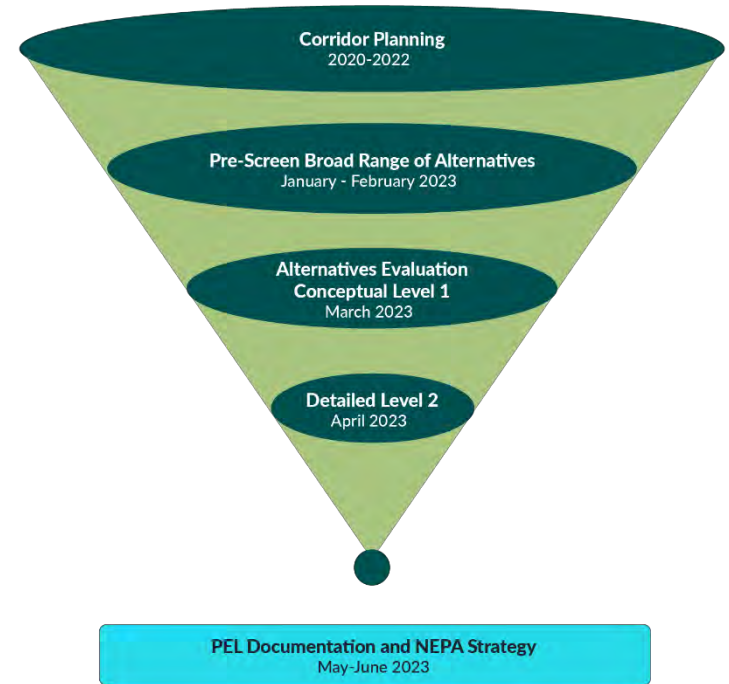 Corridor Planning
2020-2022
Pre-Screen Broad Range of Alternatives
January - February 2023
Alternatives Evaluation
Conceptual Level 1
March 2023
Detailed Level 2
April 2023
PEL Documentation and NEPA Strategy
May-June 2023